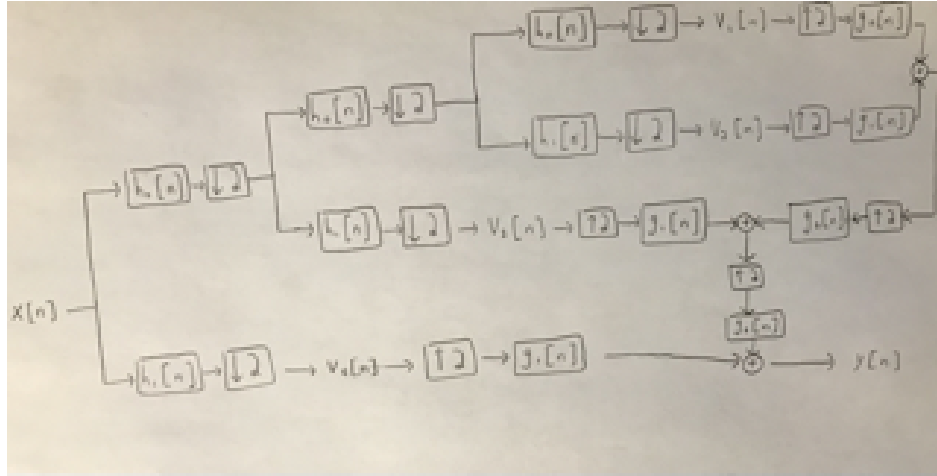 h₀[n] ↓2 V₁[n] ↑2 g₀[n]
h₀[n] ↓2 +
h₁[n] ↓2 V₂[n] ↑2 g₁[n]
h₀[n] ↓2
h₁[n] ↓2 [n] ↑2 g₁[n] + g₀[n] ↑2
↑2
X[n]
g₀[n]
h₁[n] ↓2 V₄[n] ↑2 g₁[n] + y[n]